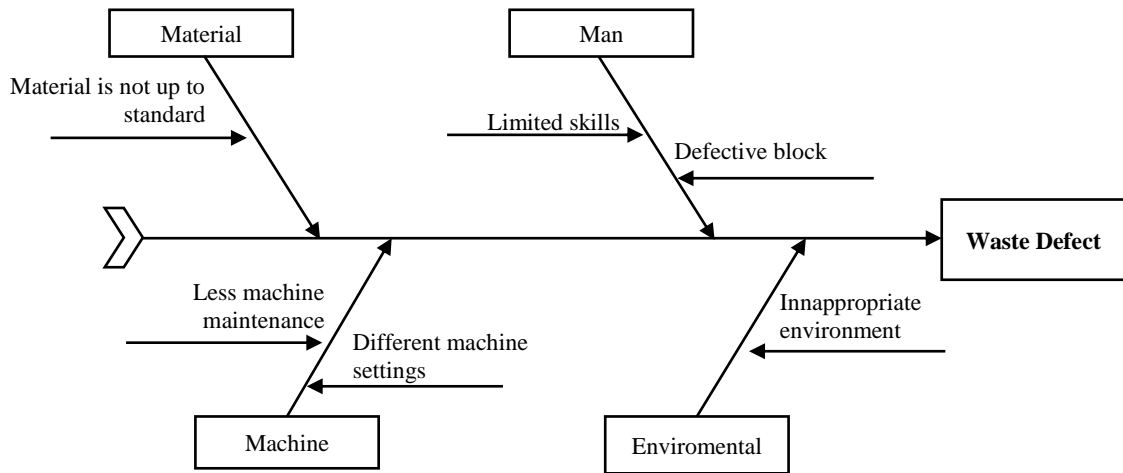 Material
Man
Material is not up to
standard
Limited skills
Defective block
Waste Defect
Less machine
maintenance
Different machine
settings
Innappropriate
environment
Machine
Enviromental